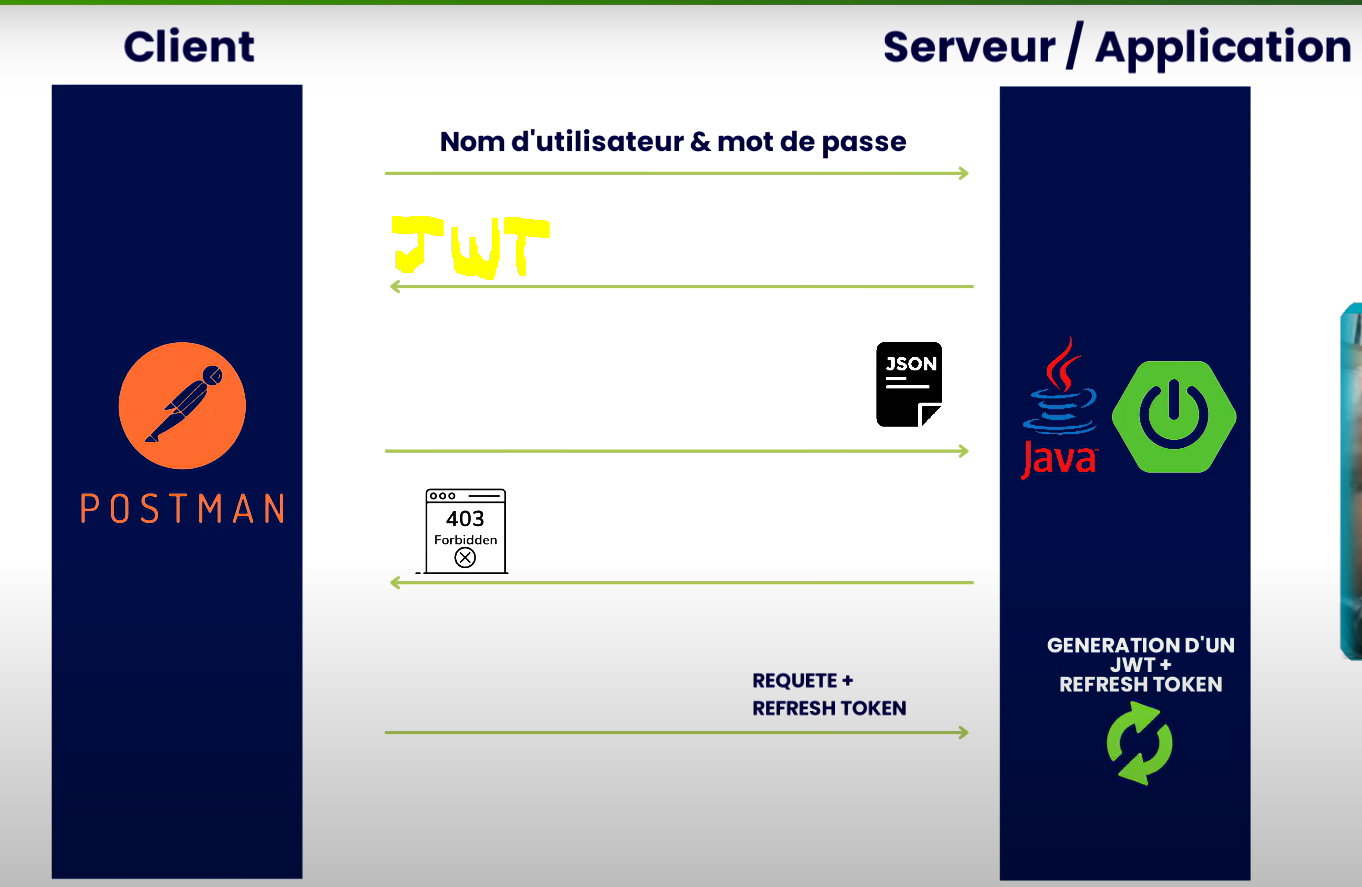 Client
Serveur / Application
Nom d'utilisateur & mot de passe
JWT
JSON
Java
POSTMAN
403
Forbidden
GENERATION D'UN
JWT +
REFRESH TOKEN
REQUETE +
REFRESH TOKEN